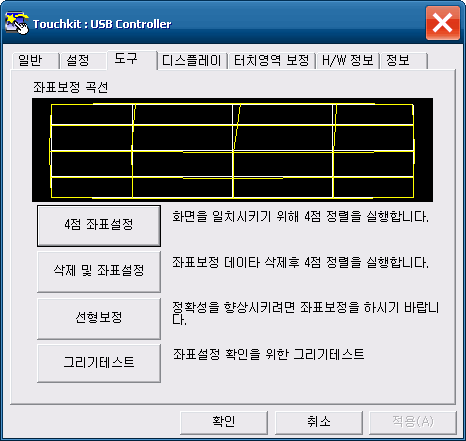 Touchkit : USB Controller
일반 설정 도구 디스플레이 터치영역 보정 H/W 정보 정보
좌표보정 곡선
4점 좌표설정
화면을 일치시키기 위해 4점 정렬을 실행합니다.
삭제 및 좌표설정
좌표보정 데이타 삭제후 4점 정렬을 실행합니다.
선형보정
정확성을 향상시키려면 좌표보정을 하시기 바랍니
다.
그리기테스트
좌표설정 확인을 위한 그리기테스트
확인 취소 적용(A)